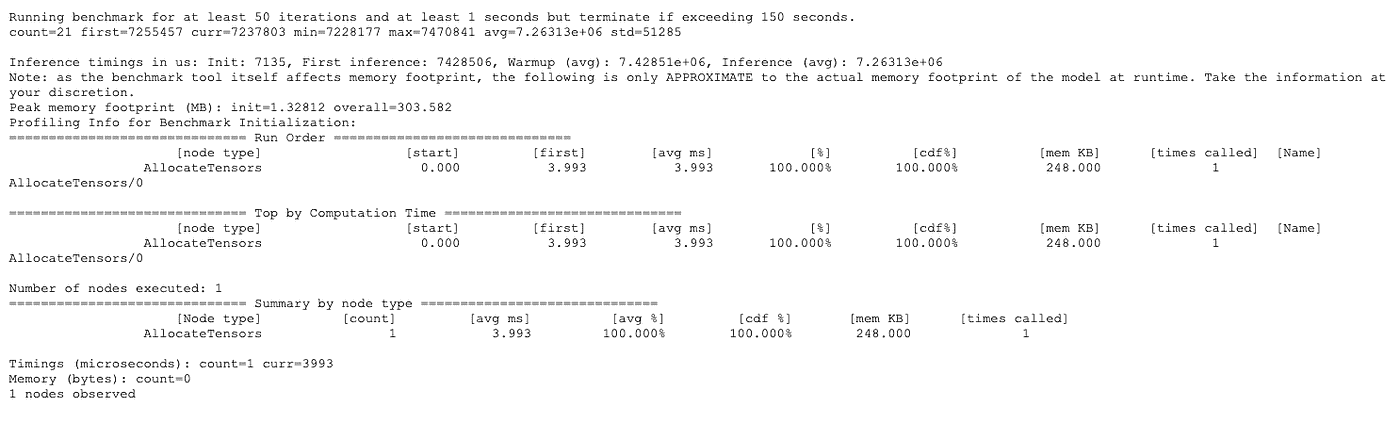 Running benchmark for at least 50 iterations and at least 1 seconds but terminate if exceeding 150 seconds.
count=21 first=7255457 curr=7237803 min=7228177 max=7470841 avg=7.26313e+06 std=51285
Inference timings in us: Init: 7135, First inference: 7428506, Warmup (avg): 7.42851e+06, Inference (avg): 7.26313e+06
Note: as the benchmark tool itself affects memory footprint, the following is only APPROXIMATE to the actual memory footprint of the model at runtime. Take the information at
your discretion.
Peak memory footprint (MB): init=1.32812 overall=303.582
Profiling Info for Benchmark Initialization:
============================== Run Order ==============================
[node type] [start] [first] [avg ms] [%] [cdf%] [mem KB] [times called] [Name]
AllocateTensors 0.000 3.993 3.993 100.000% 100.000% 248.000 1
AllocateTensors/0
============================== Top by Computation Time ==============================
[node type] [start] [first] [avg ms] [%] [cdf%] [mem KB] [times called] [Name]
AllocateTensors 0.000 3.993 3.993 100.000% 100.000% 248.000 1
AllocateTensors/0
Number of nodes executed: 1
============================== Summary by node type ==============================
[Node type] [count] [avg ms] [avg %] [cdf %] [mem KB] [times called]
AllocateTensors 1 3.993 100.000% 100.000% 248.000 1
Timings (microseconds): count=1 curr=3993
Memory (bytes): count=0
1 nodes observed